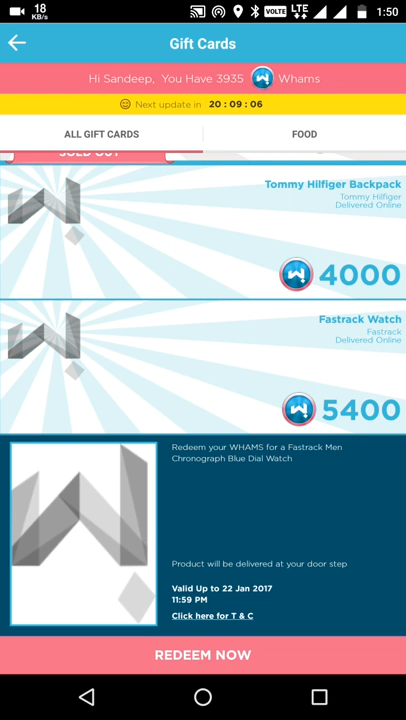 18
KB/s
VOLTE
LTE
1:50
Gift Cards
Hi Sandeep, You Have 3935 Whams
Next update in 20 : 09 : 06
ALL GIFT CARDS
FOOD
SOLD OUT
Tommy Hilfiger Backpack
Tommy Hilfiger
Delivered Online
4000
Fastrack Watch
Fastrack
Delivered Online
5400
Redeem your WHAMS for a Fastrack Men
Chronograph Blue Dial Watch
Product will be delivered at your door step
Valid Up to 22 Jan 2017
11:59 PM
Click here for T & C
REDEEM NOW